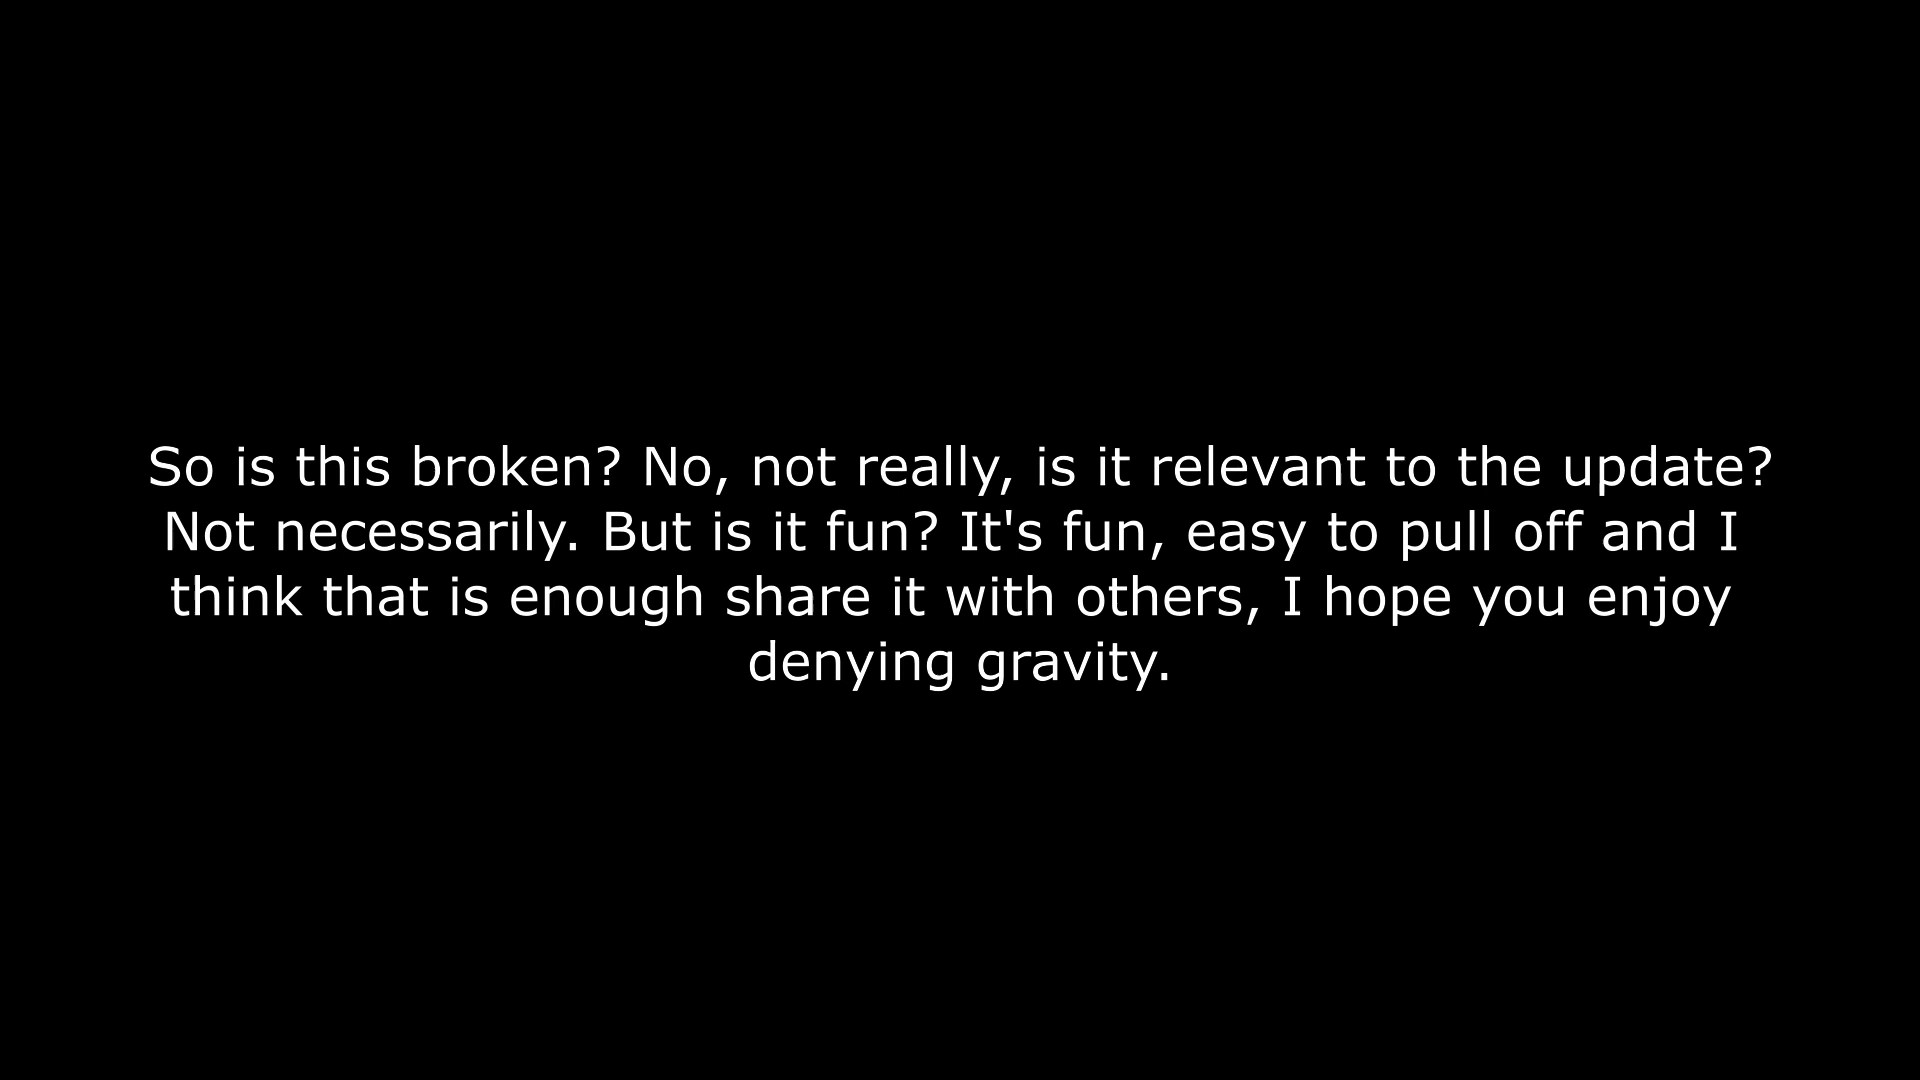 So is this broken? No, not really, is it relevant to the update?
Not necessarily. But is it fun? It's fun, easy to pull off and I
think that is enough share it with others, I hope you enjoy
denying gravity.